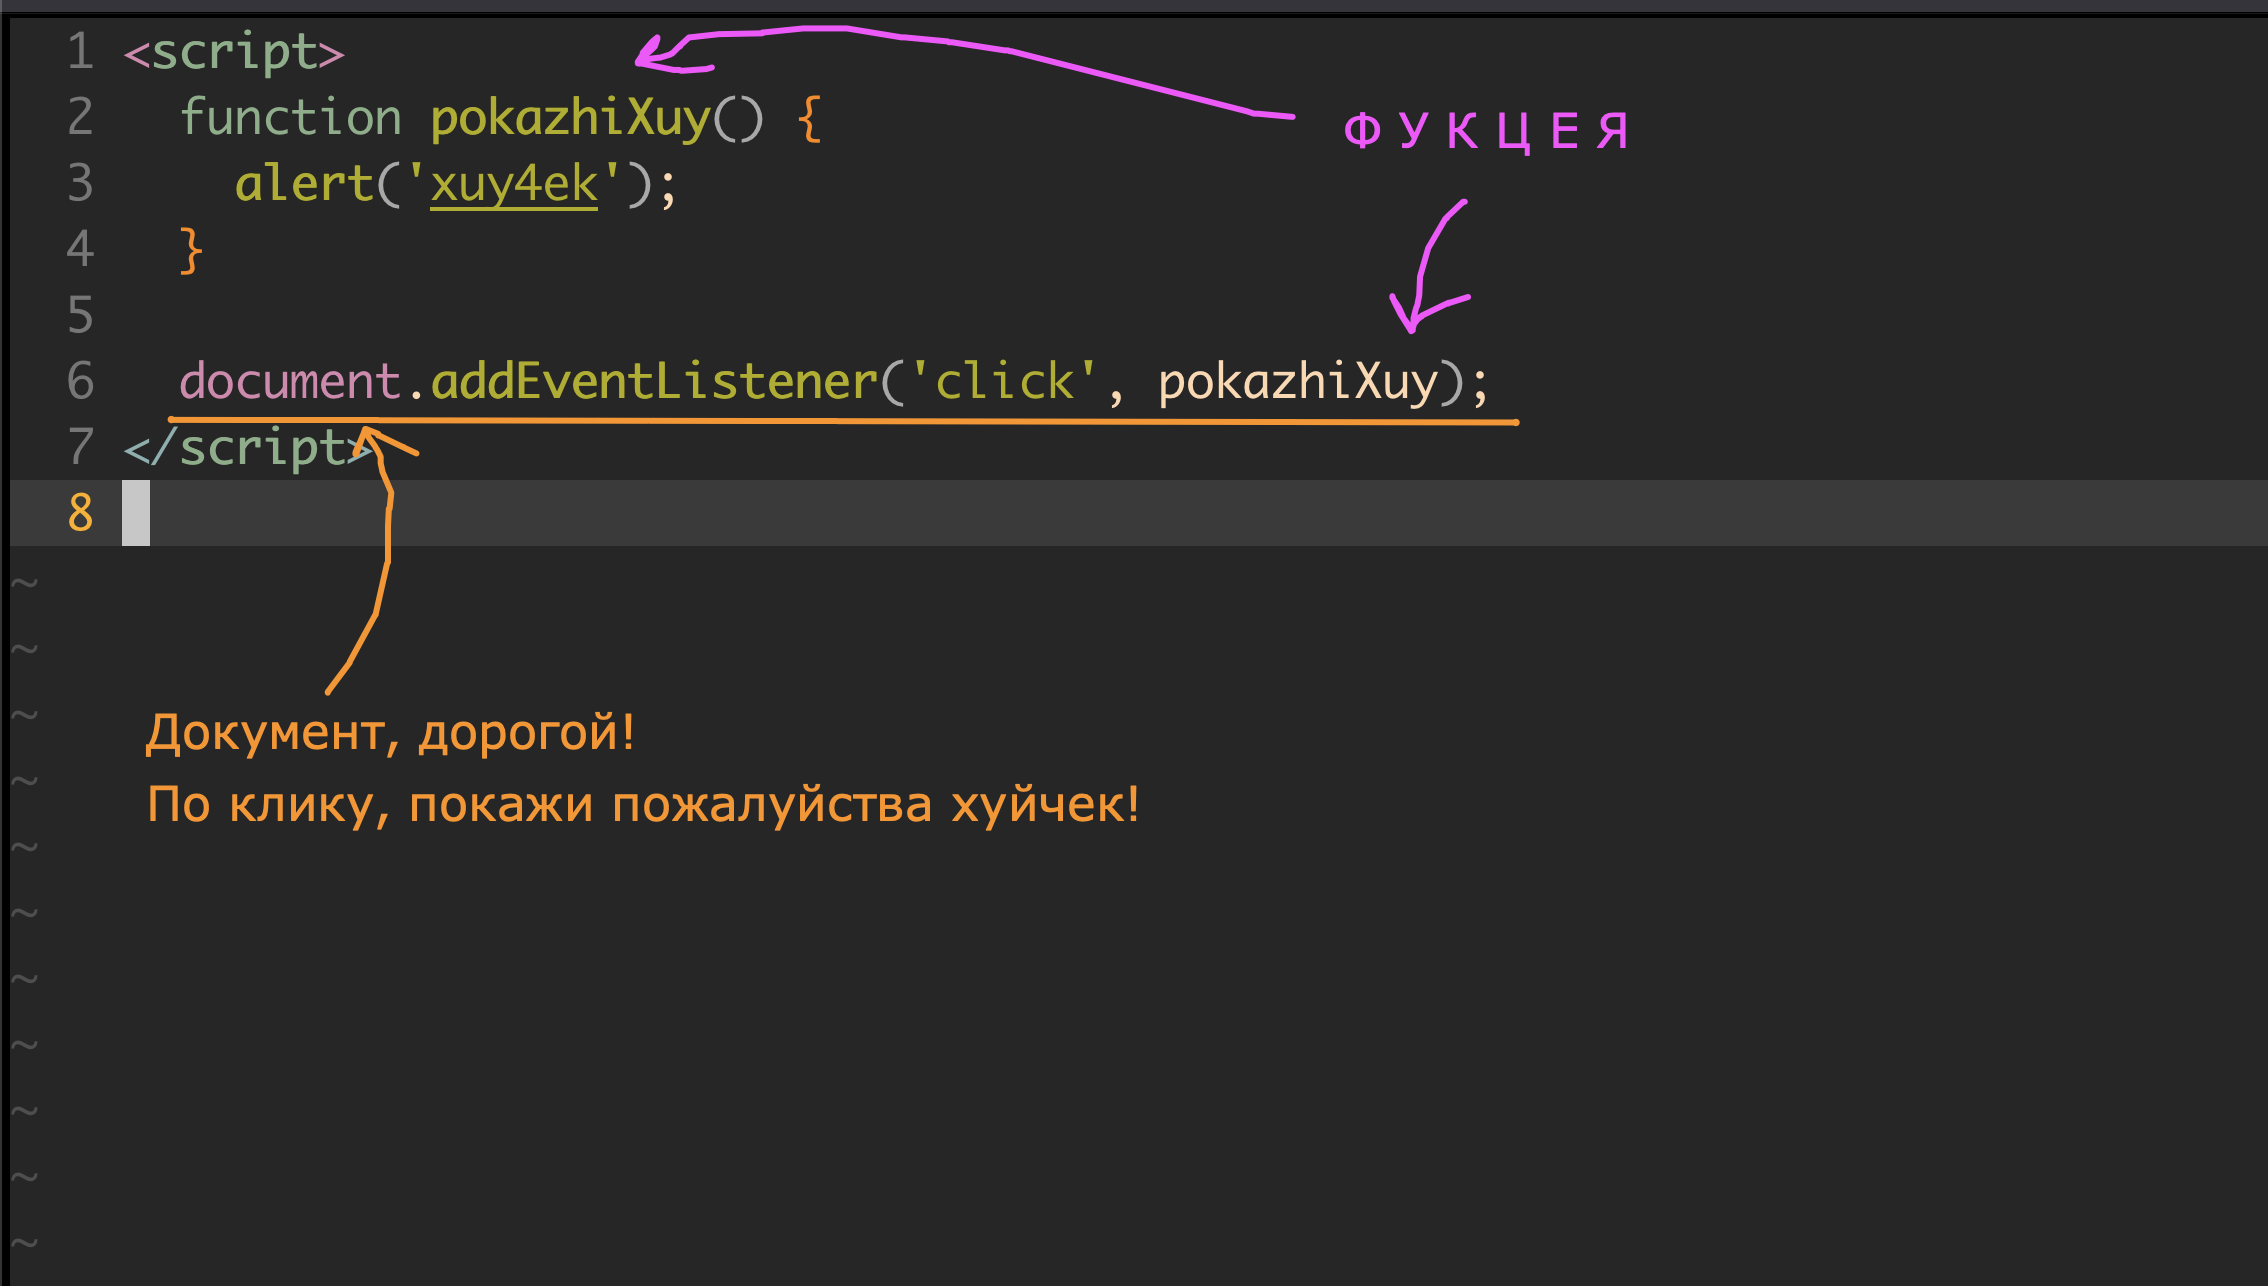 1 <script>
2   function pokazhiXuy() {
3     alert('xuy4ek');
4   }
5
6   document.addEventListener('click', pokazhiXuy);
7 </script>
8
ФУКЦЕЯ
~
~
~
Документ, дорогой!
~
По клику, покажи пожалуйства хуйчек!
~
~
~
~
~
~
~